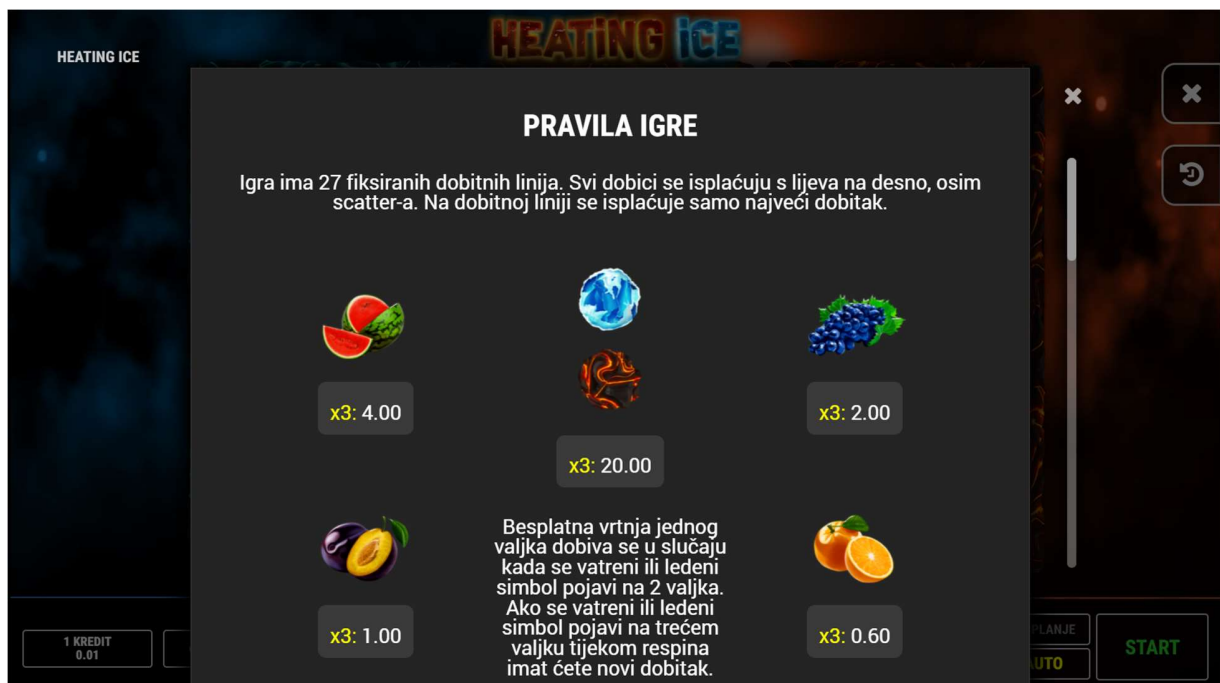 HEATING ICE
HEATING ICE
PRAVILA IGRE
Igra ima 27 fiksiranih dobitnih linija. Svi dobici se isplaćuju s lijeva na desno, osim
scatter-a. Na dobitnoj liniji se isplaćuje samo najveći dobitak.
x3: 4.00
x3: 20.00
x3: 2.00
Besplatna vrtnja jednog
valjka dobiva se u slučaju
kada se vatreni ili ledeni
simbol pojavi na 2 valjka.
Ako se vatreni ili ledeni
simbol pojavi na trećem
valjku tijekom respina
imat ćete novi dobitak.
x3: 1.00
x3: 0.60
1 KREDIT
0.01
START